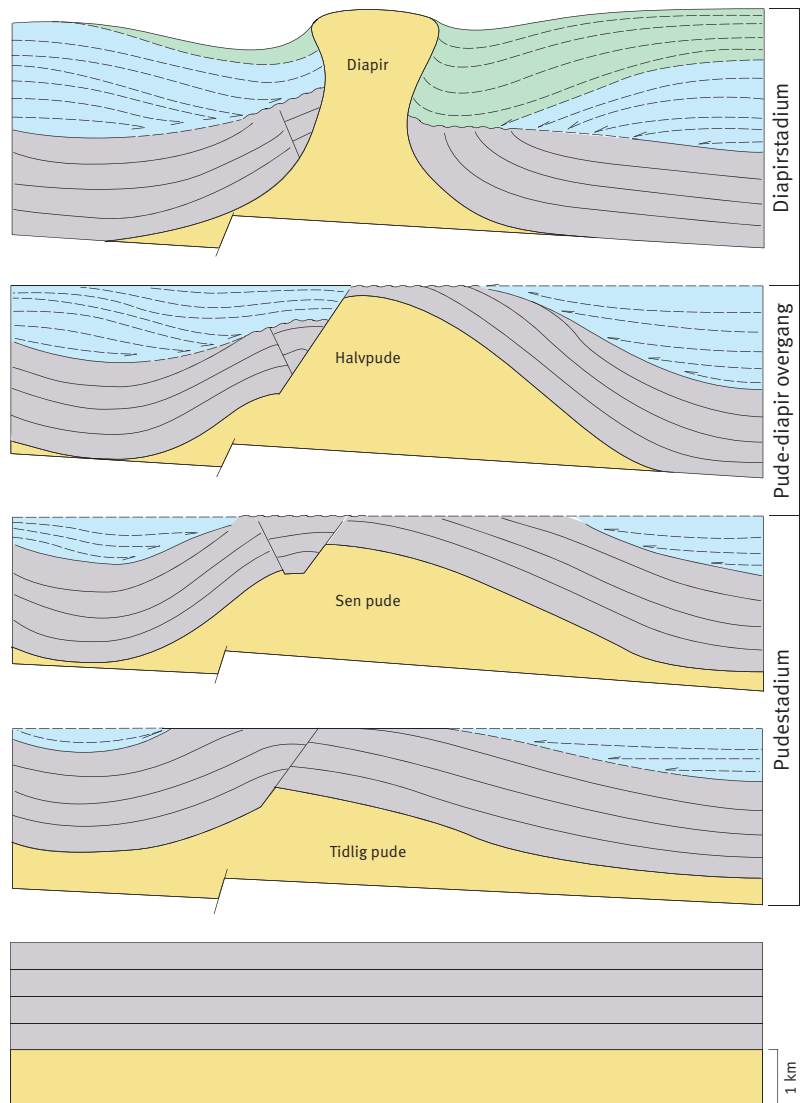 Diapir
Diapirstadium
Halvpude
Pude-diapir overgang
Sen pude
Tidlig pude
Pudestadium
1 km